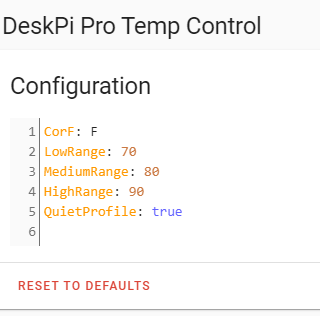 DeskPi Pro Temp Control
Configuration
1 CorF: F
2 LowRange: 70
3 MediumRange: 80
4 HighRange: 90
5 QuietProfile: true
6
RESET TO DEFAULTS